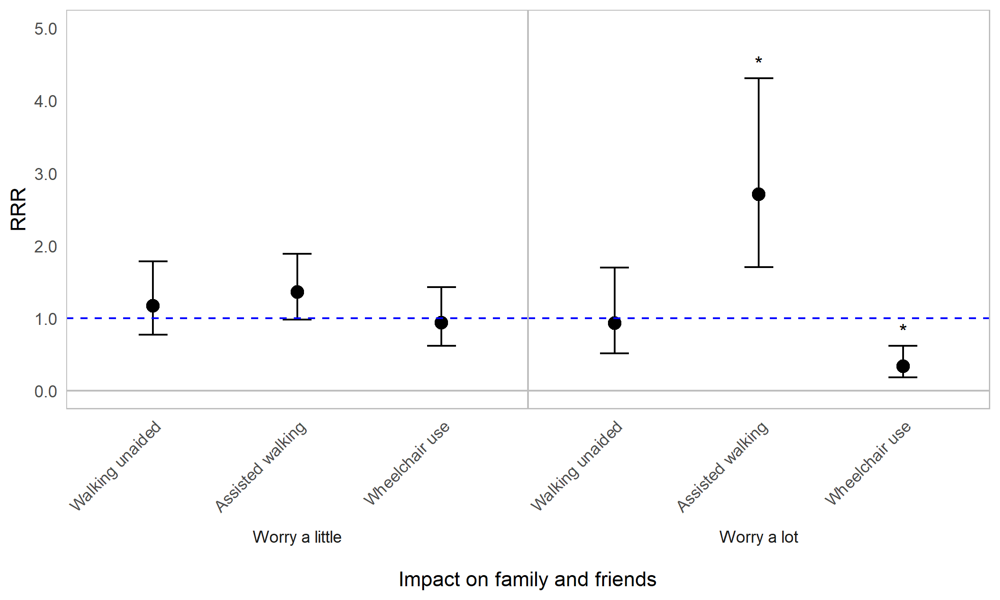 5.0
4.0
3.0
2.0
1.0
0.0
RRR
*
*
Walking unaided
Assisted walking
Wheelchair use
Walking unaided
Assisted walking
Wheelchair use
Worry a little
Worry a lot
Impact on family and friends